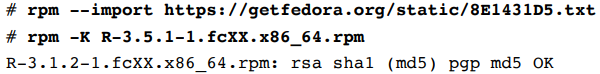 # rpm --import https://getfedora.org/static/8E1431D5.txt
# rpm -K R-3.5.1-1.fcXX.x86_64.rpm
R-3.1.2-1.fcXX.x86_64.rpm: rsa sha1 (md5) pgp md5 OK